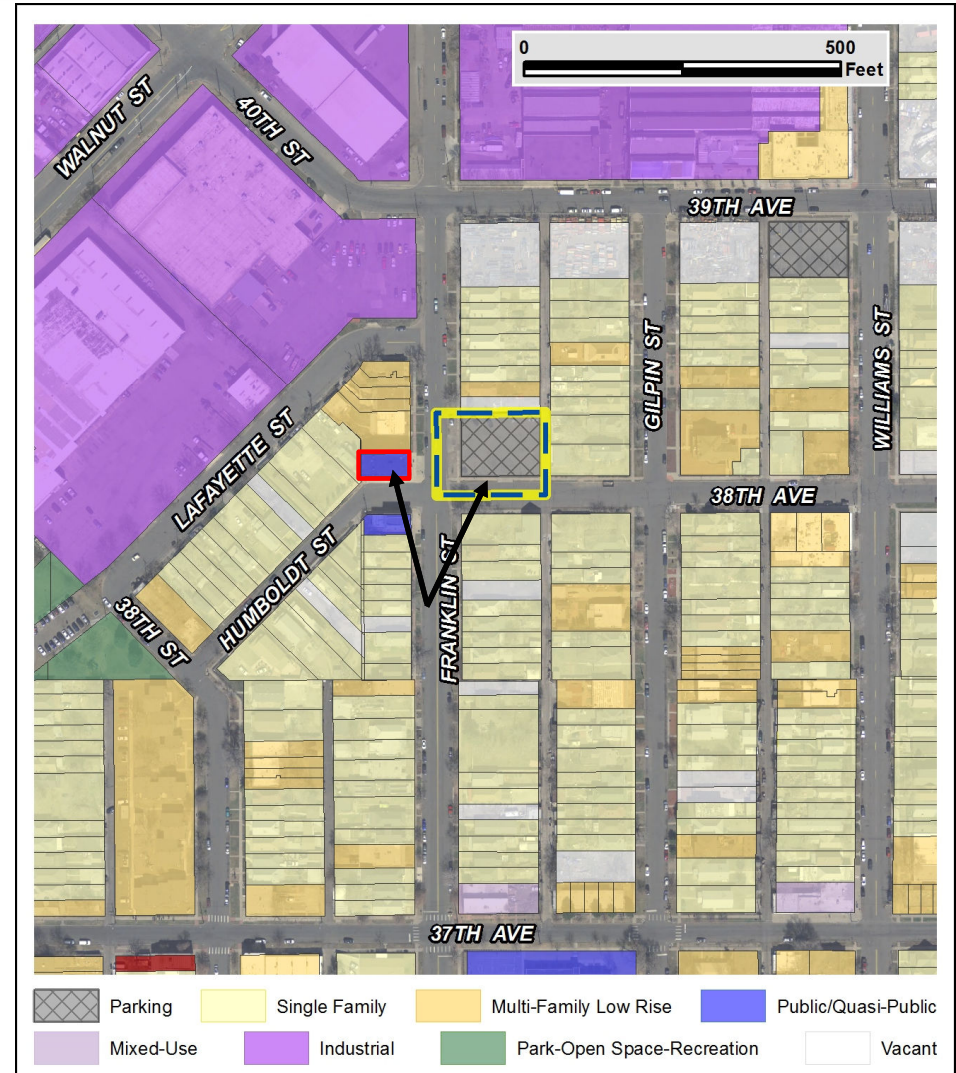 0 500
Feet
WALNUT ST
40TH ST
39TH AVE
GILPIN ST
WILLIAMS ST
LAFAYETTE ST
38TH AVE
HUMBOLDT ST
FRANKLIN ST
38TH ST
37TH AVE
Parking Single Family Multi-Family Low Rise Public/Quasi-Public
Mixed-Use Industrial Park-Open Space-Recreation Vacant